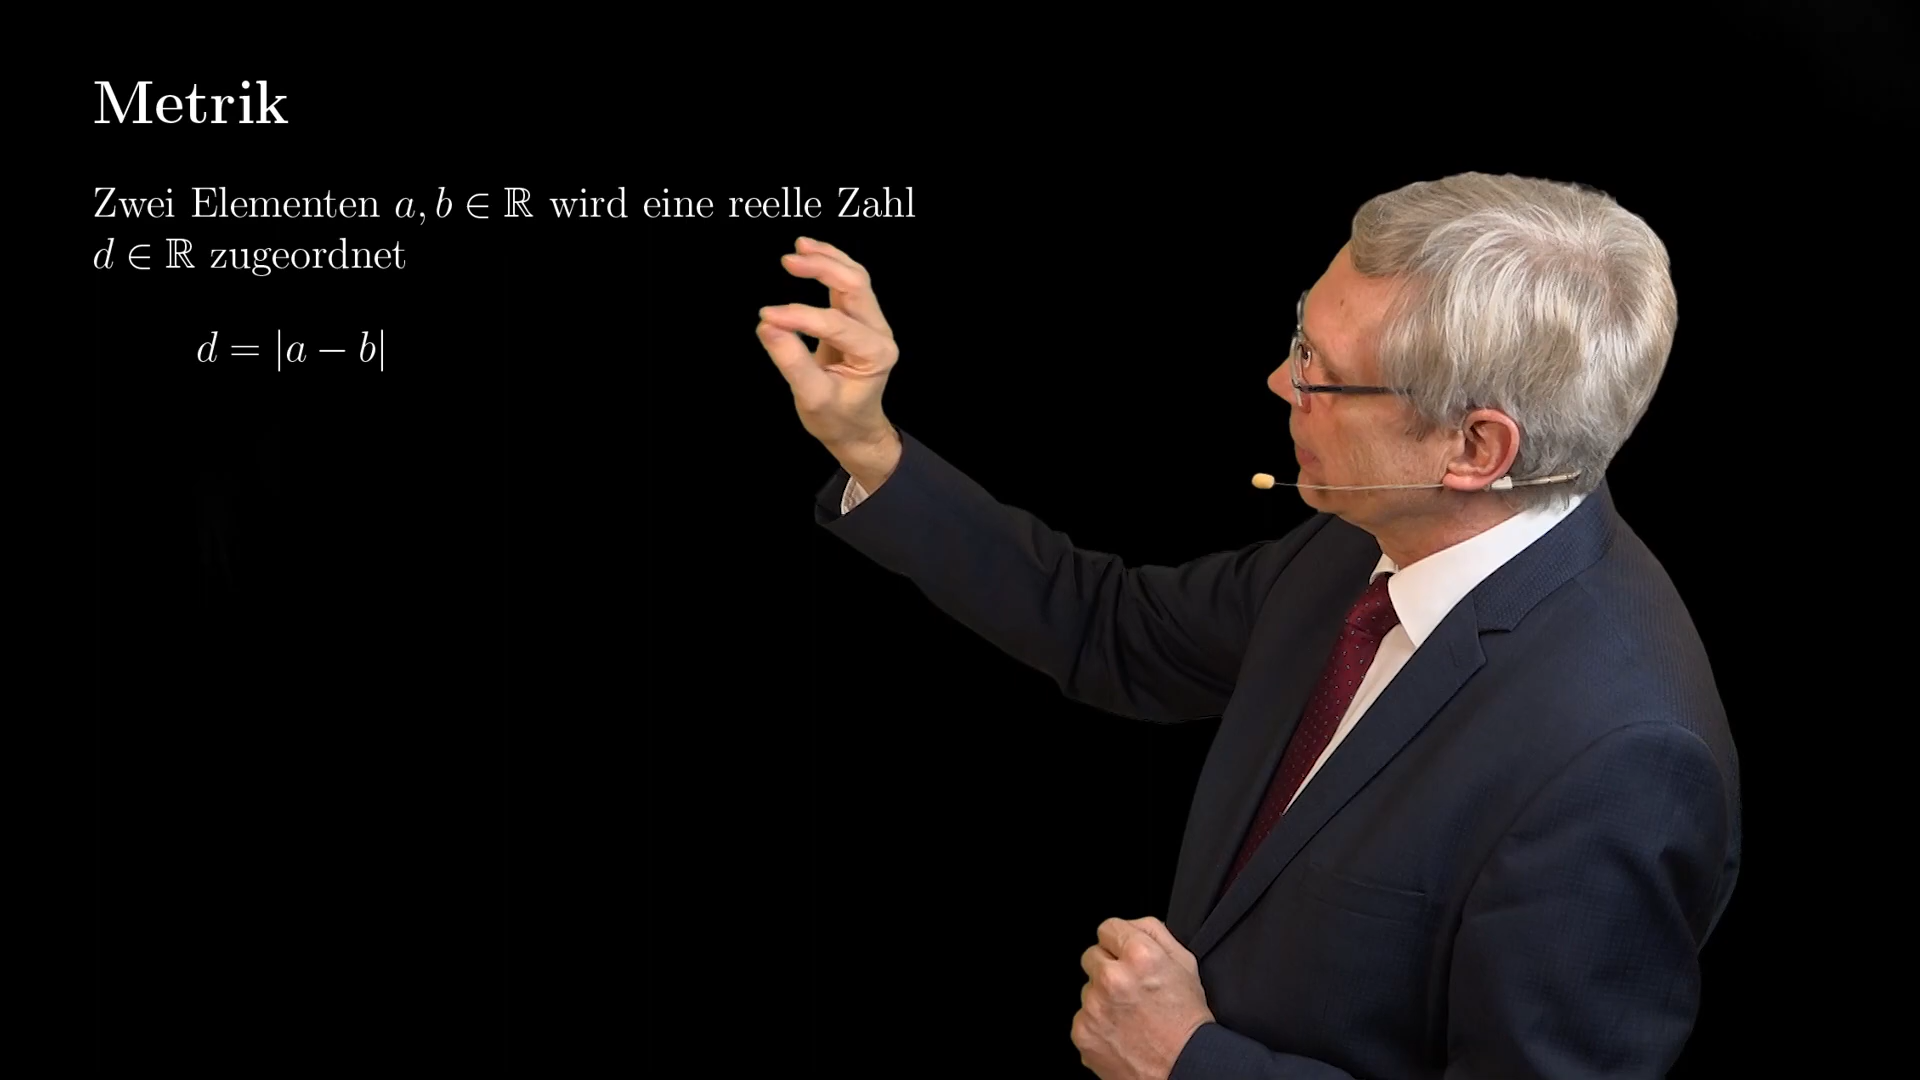 Metrik
Zwei Elementen a, b ∈ ℝ wird eine reelle Zahl
d ∈ ℝ zugeordnet
d = |a − b|